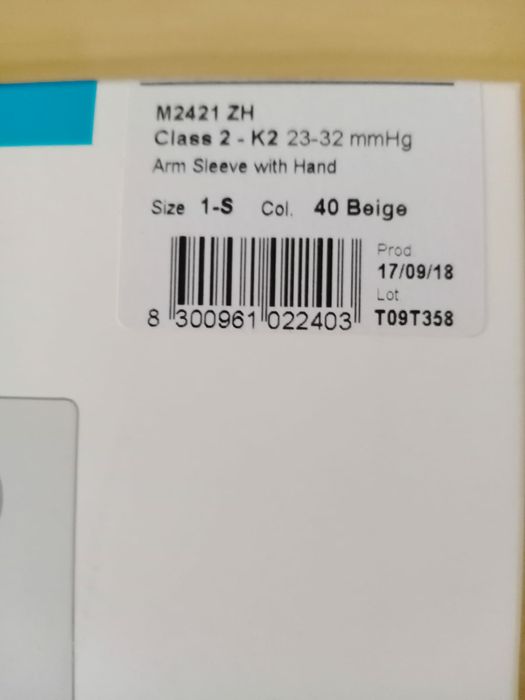 M2421 ZH
Class 2 - K2 23-32 mmHg
Arm Sleeve with Hand
Size 1-S Col. 40 Beige
Prod
17/09/18
Lot
T09T358
8 300961 022403